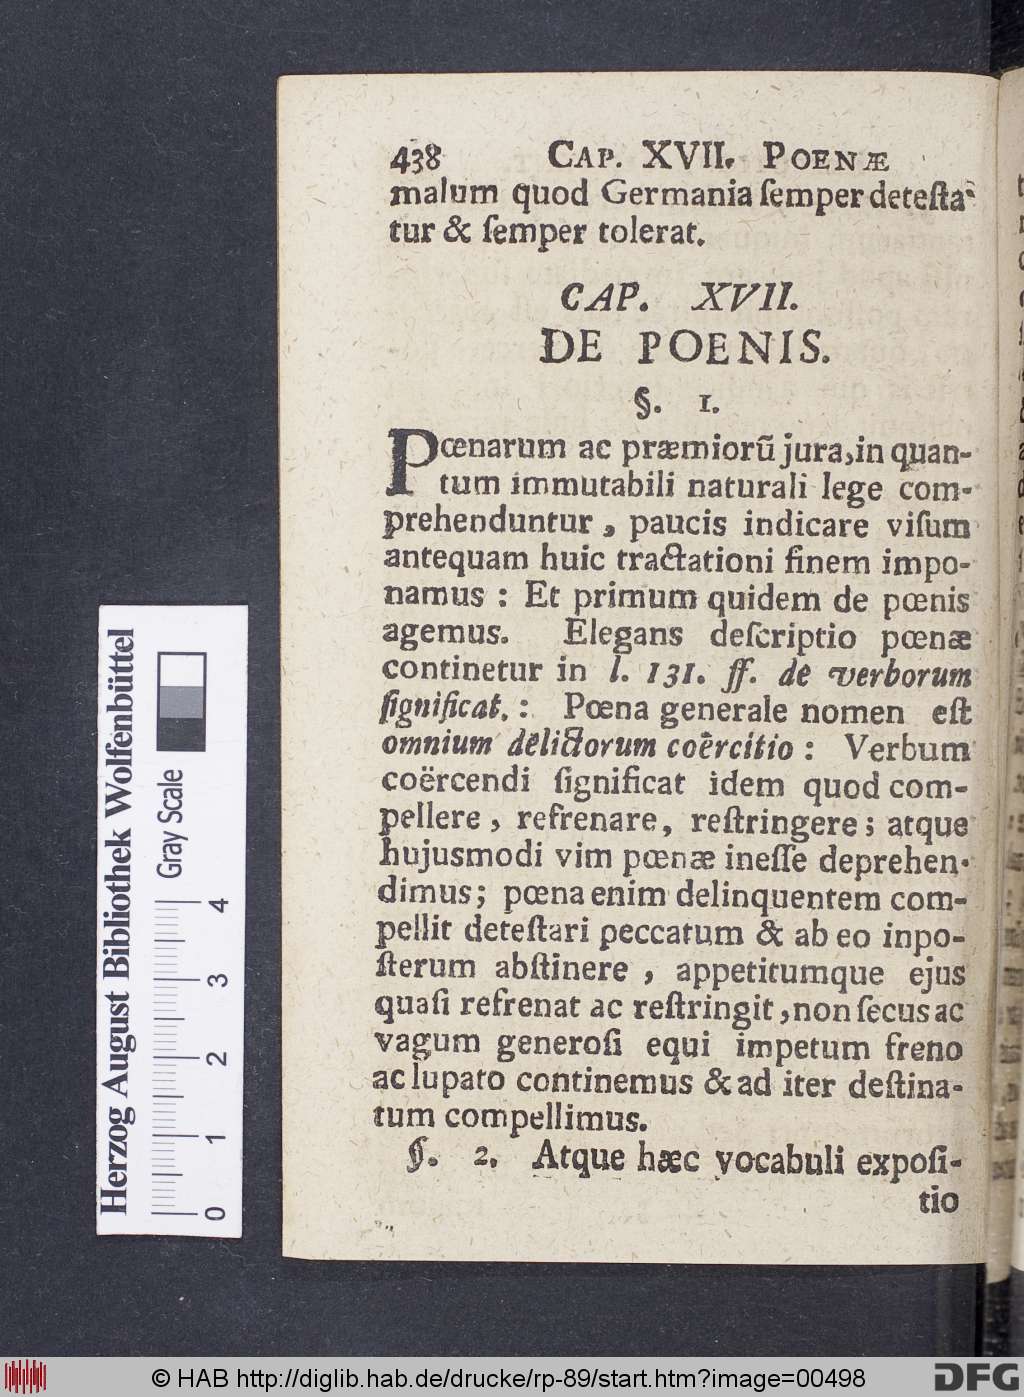 438 CAP. XVII. POENÆ
malum quod Germania ſemper deteſta-
tur & ſemper tolerat.
CAP. XVII.
DE POENIS.
§. 1.
Pœnarum ac præmiorũ jura, in quan-
tum immutabili naturali lege com-
prehenduntur, paucis indicare viſum
antequam huic tractationi finem impo-
namus : Et primum quidem de pœnis
agemus. Elegans deſcriptio pœnæ
continetur in l. 131. ff. de verborum
ſignificat. : Pœna generale nomen eſt
omnium delictorum coërcitio : Verbum
coërcendi ſignificat idem quod com-
pellere, refrenare, reſtringere; atque
hujusmodi vim pœnæ ineſſe deprehen-
dimus; pœna enim delinquentem com-
pellit deteſtari peccatum & ab eo inpo-
ſterum abſtinere, appetitumque ejus
quaſi refrenat ac reſtringit, non ſecus ac
vagum generoſi equi impetum freno
ac lupato continemus & ad iter deſtina-
tum compellimus.
§. 2. Atque hæc vocabuli expoſi-
tio
Herzog August Bibliothek Wolfenbüttel
Gray Scale
0 1 2 3 4
© HAB http://diglib.hab.de/drucke/rp-89/start.htm?image=00498
DFG